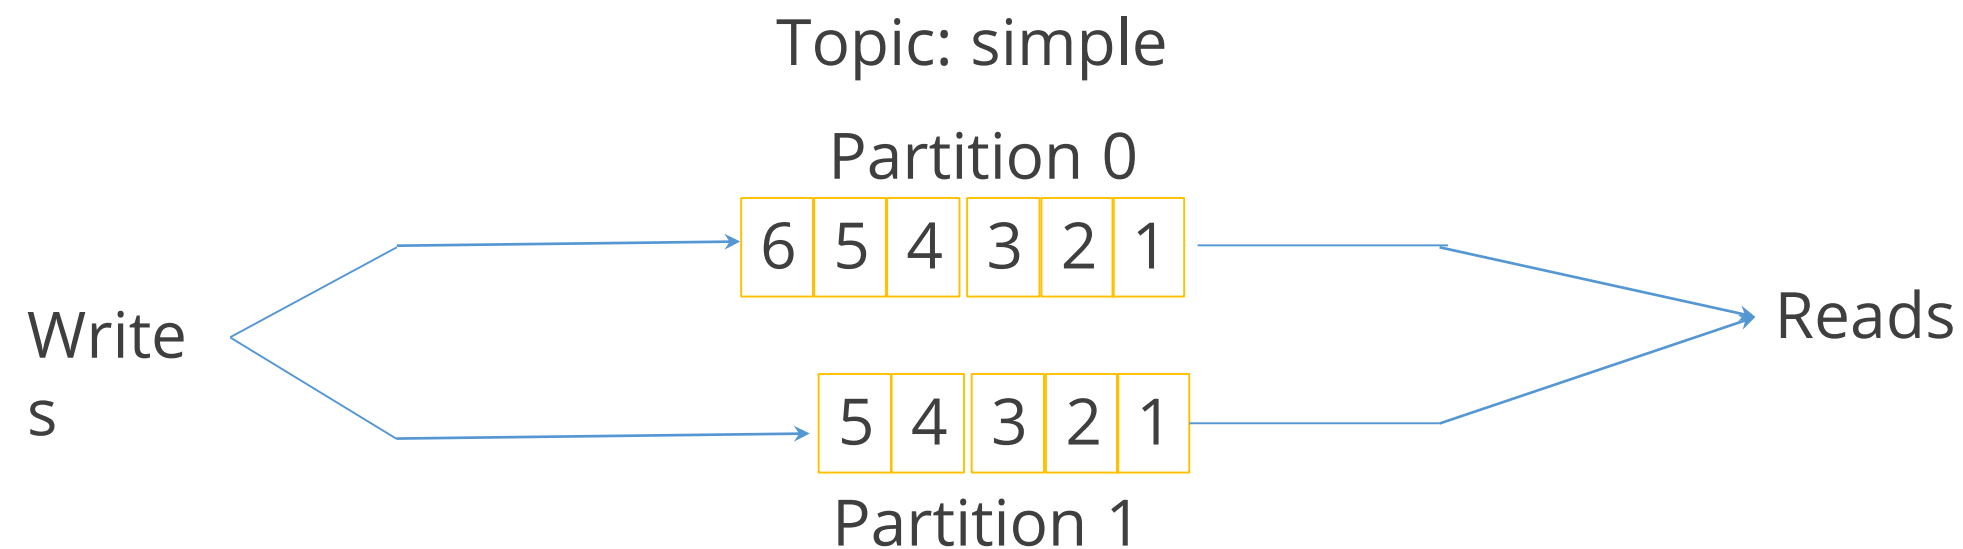 Topic: simple
Partition 0
6 5 4 3 2 1
Write
s
Reads
5 4 3 2 1
Partition 1